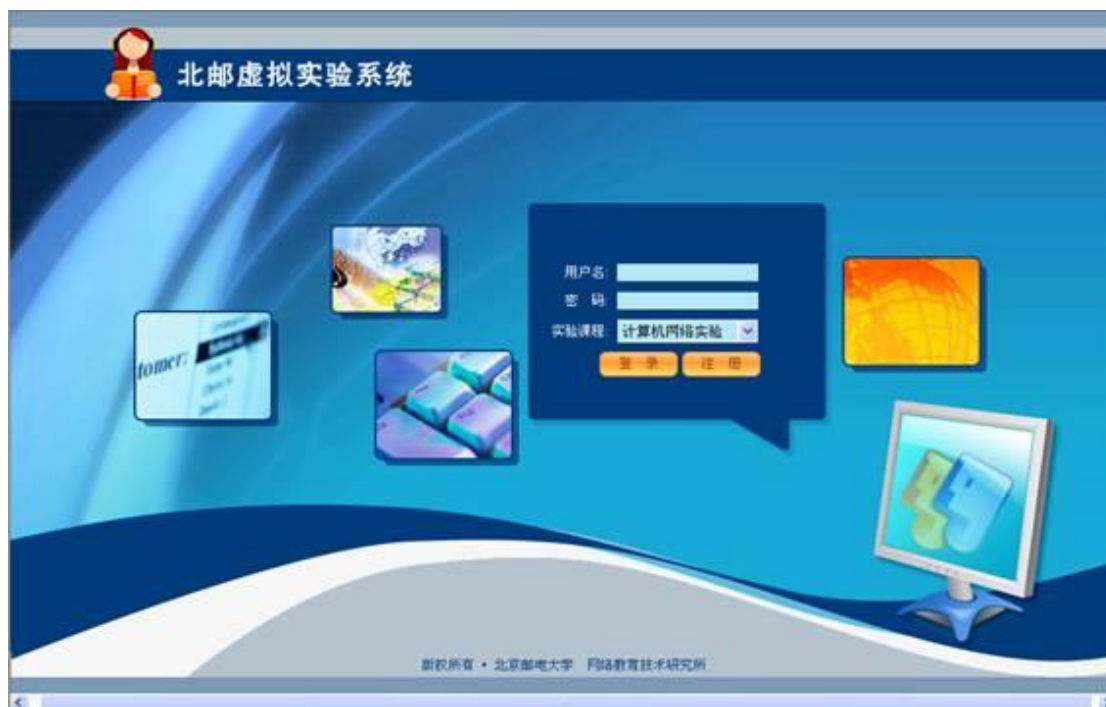 北邮虚拟实验系统
用户名:
密 码:
实验课程: 计算机网络实验
登 录 注 册
tomer:
版权所有 • 北京邮电大学 网络教育技术研究所